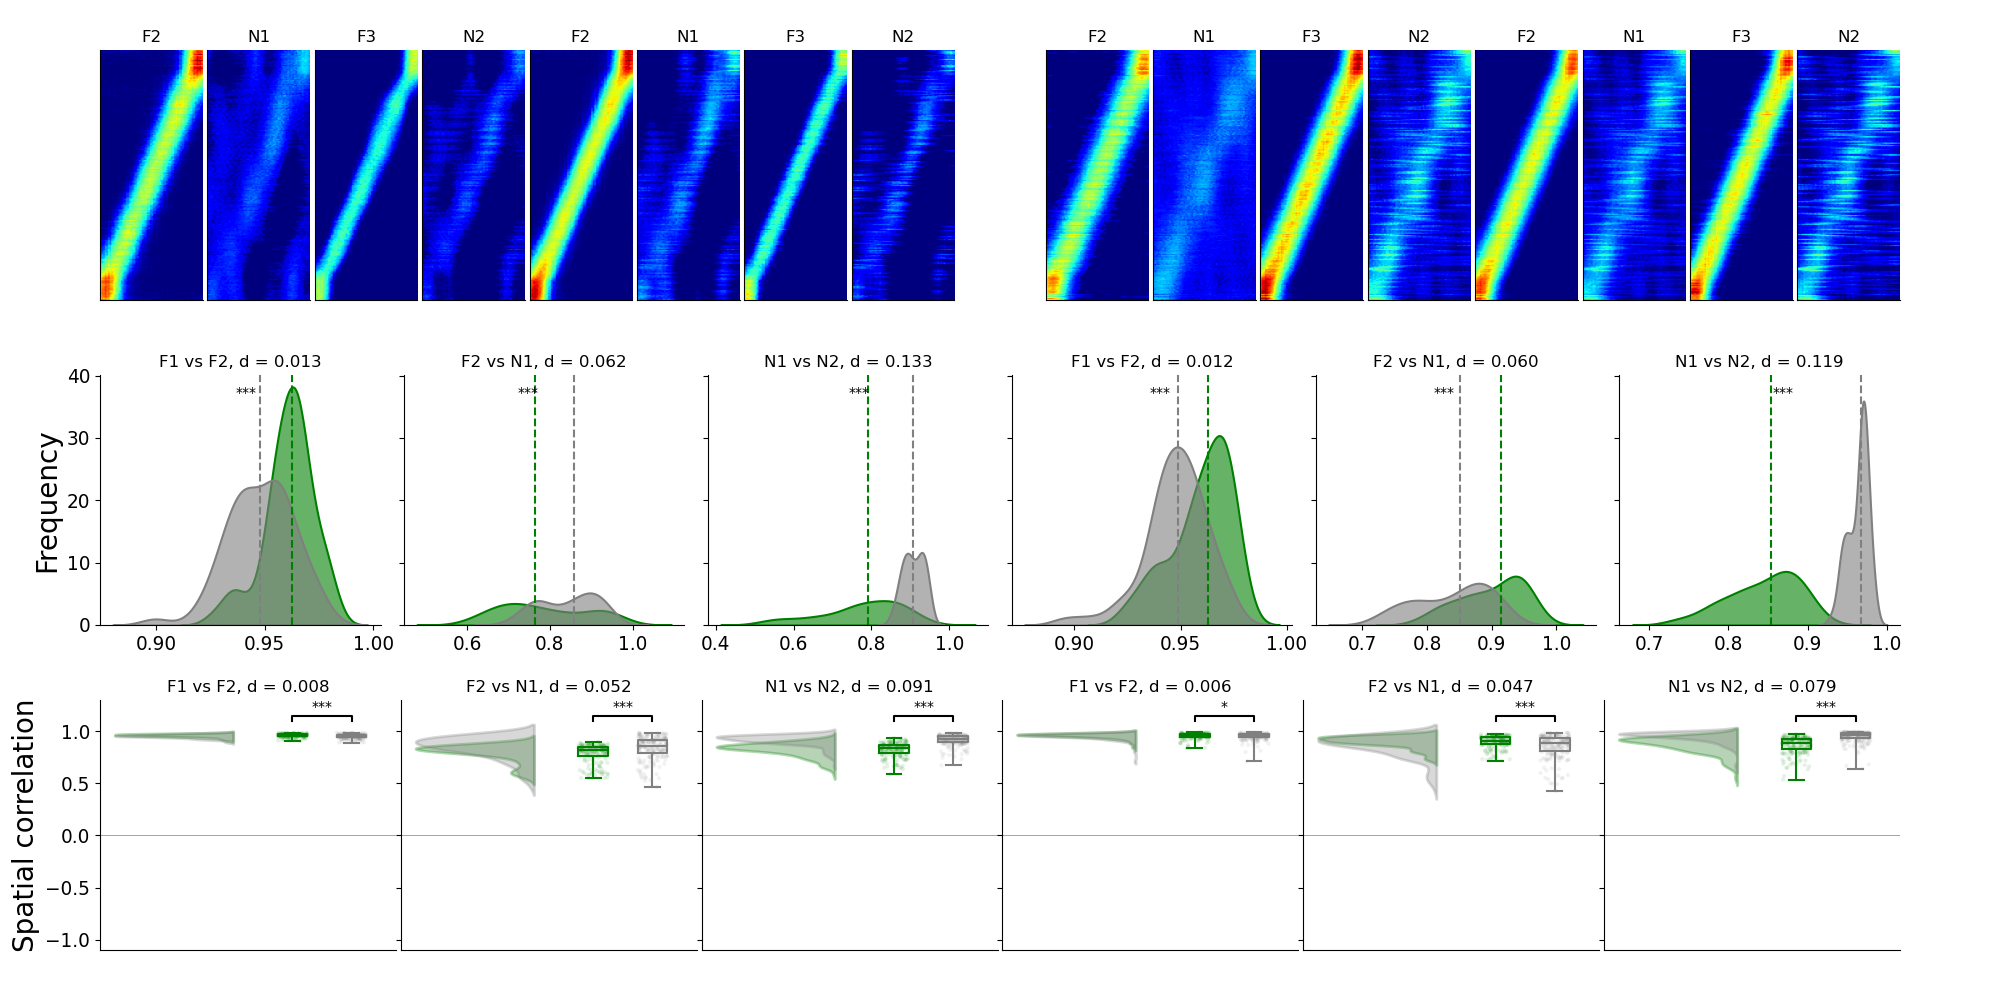 F2 N1 F3 N2 F2 N1 F3 N2 F2 N1 F3 N2 F2 N1 F3 N2
F1 vs F2, d = 0.013
F2 vs N1, d = 0.062
N1 vs N2, d = 0.133
F1 vs F2, d = 0.012
F2 vs N1, d = 0.060
N1 vs N2, d = 0.119
*** *** *** *** *** ***
Frequency
40
30
20
10
0
0.90 0.95 1.00
0.6 0.8 1.0
0.4 0.6 0.8 1.0
0.90 0.95 1.00
0.7 0.8 0.9 1.0
0.7 0.8 0.9 1.0
F1 vs F2, d = 0.008
F2 vs N1, d = 0.052
N1 vs N2, d = 0.091
F1 vs F2, d = 0.006
F2 vs N1, d = 0.047
N1 vs N2, d = 0.079
*** *** *** * *** ***
Spatial correlation
1.0
0.5
0.0
−0.5
−1.0